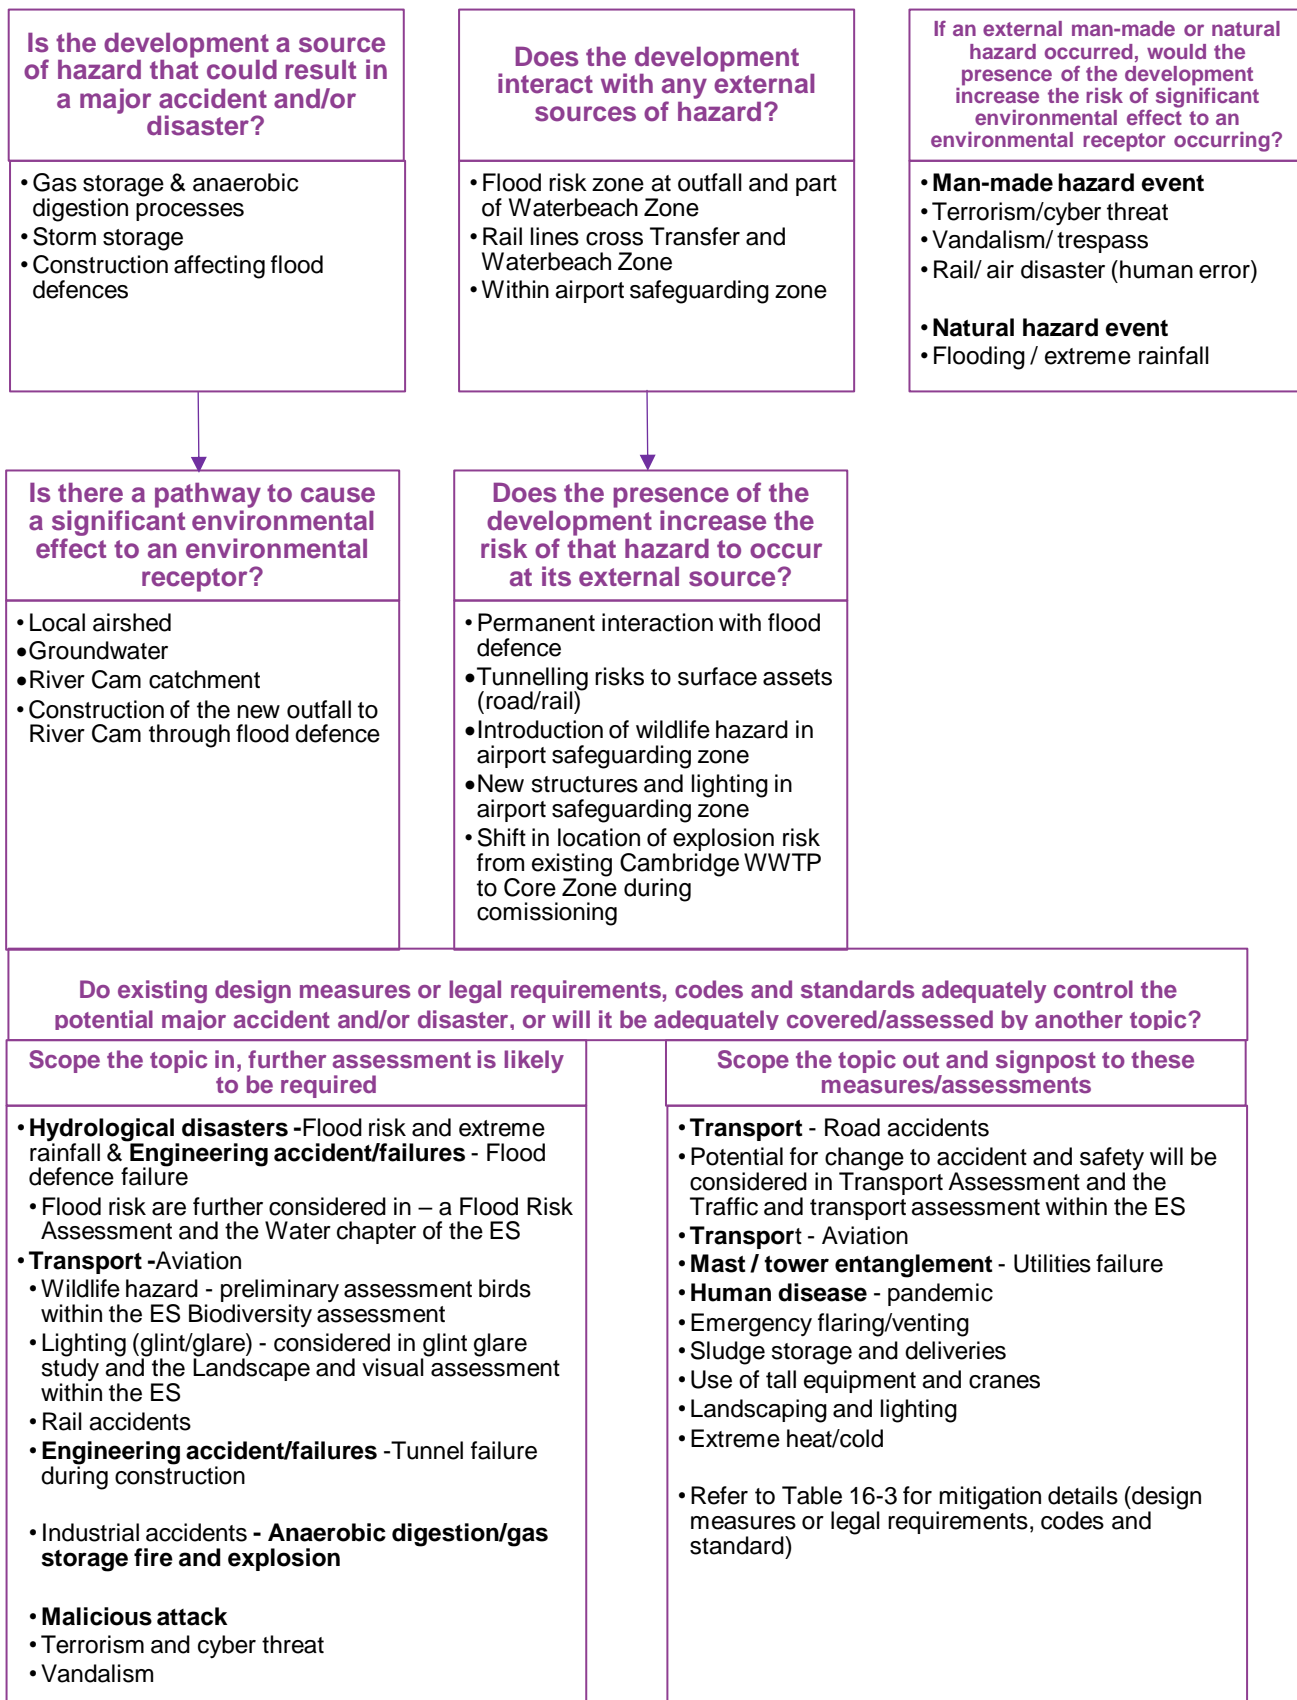 Is the development a source
of hazard that could result in
a major accident and/or
disaster?
• Gas storage & anaerobic
digestion processes
• Storm storage
• Construction affecting flood
defences
Does the development
interact with any external
sources of hazard?
• Flood risk zone at outfall and part
of Waterbeach Zone
• Rail lines cross Transfer and
Waterbeach Zone
• Within airport safeguarding zone
If an external man-made or natural
hazard occurred, would the
presence of the development
increase the risk of significant
environmental effect to an
environmental receptor occurring?
• Man-made hazard event
• Terrorism/cyber threat
• Vandalism/ trespass
• Rail/ air disaster (human error)
• Natural hazard event
• Flooding / extreme rainfall
Is there a pathway to cause
a significant environmental
effect to an environmental
receptor?
• Local airshed
• Groundwater
• River Cam catchment
• Construction of the new outfall to
River Cam through flood defence
Does the presence of the
development increase the
risk of that hazard to occur
at its external source?
• Permanent interaction with flood
defence
• Tunnelling risks to surface assets
(road/rail)
• Introduction of wildlife hazard in
airport safeguarding zone
• New structures and lighting in
airport safeguarding zone
• Shift in location of explosion risk
from existing Cambridge WWTP
to Core Zone during
comissioning
Do existing design measures or legal requirements, codes and standards adequately control the
potential major accident and/or disaster, or will it be adequately covered/assessed by another topic?
Scope the topic in, further assessment is likely
to be required
• Hydrological disasters -Flood risk and extreme
rainfall & Engineering accident/failures - Flood
defence failure
• Flood risk are further considered in – a Flood Risk
Assessment and the Water chapter of the ES
• Transport -Aviation
• Wildlife hazard - preliminary assessment birds
within the ES Biodiversity assessment
• Lighting (glint/glare) - considered in glint glare
study and the Landscape and visual assessment
within the ES
• Rail accidents
• Engineering accident/failures -Tunnel failure
during construction
• Industrial accidents - Anaerobic digestion/gas
storage fire and explosion
• Malicious attack
• Terrorism and cyber threat
• Vandalism
Scope the topic out and signpost to these
measures/assessments
• Transport - Road accidents
• Potential for change to accident and safety will be
considered in Transport Assessment and the
Traffic and transport assessment within the ES
• Transport - Aviation
• Mast / tower entanglement - Utilities failure
• Human disease - pandemic
• Emergency flaring/venting
• Sludge storage and deliveries
• Use of tall equipment and cranes
• Landscaping and lighting
• Extreme heat/cold
• Refer to Table 16-3 for mitigation details (design
measures or legal requirements, codes and
standard)